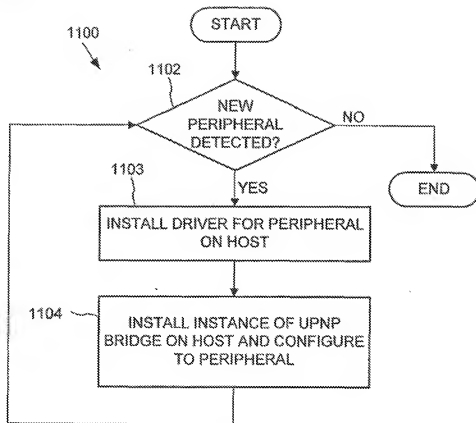 START
1100
1102
NEW
PERIPHERAL
DETECTED?
NO
END
YES
1103
INSTALL DRIVER FOR PERIPHERAL
ON HOST
1104
INSTALL INSTANCE OF UPNP
BRIDGE ON HOST AND CONFIGURE
TO PERIPHERAL